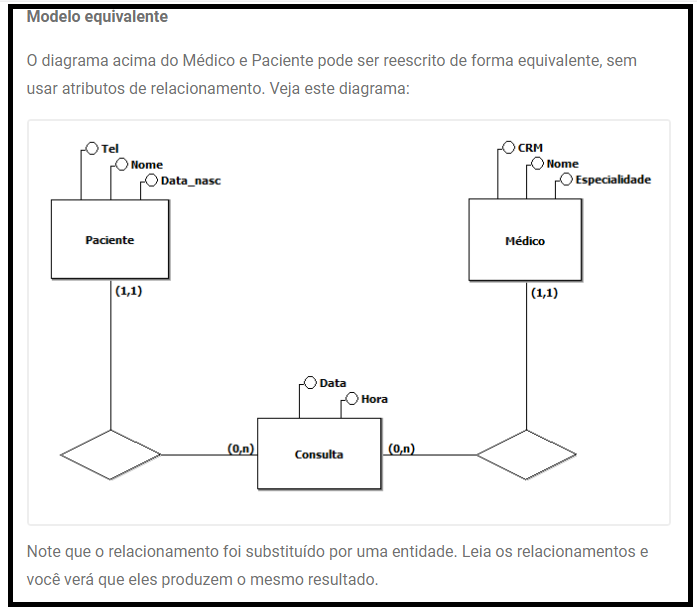 Modelo equivalente
O diagrama acima do Médico e Paciente pode ser reescrito de forma equivalente, sem
usar atributos de relacionamento. Veja este diagrama:
Tel
Nome
Data_nasc
Paciente
(1,1)
CRM
Nome
Especialidade
Médico
(1,1)
Data
Hora
(0,n)
Consulta
(0,n)
Note que o relacionamento foi substituído por uma entidade. Leia os relacionamentos e
você verá que eles produzem o mesmo resultado.